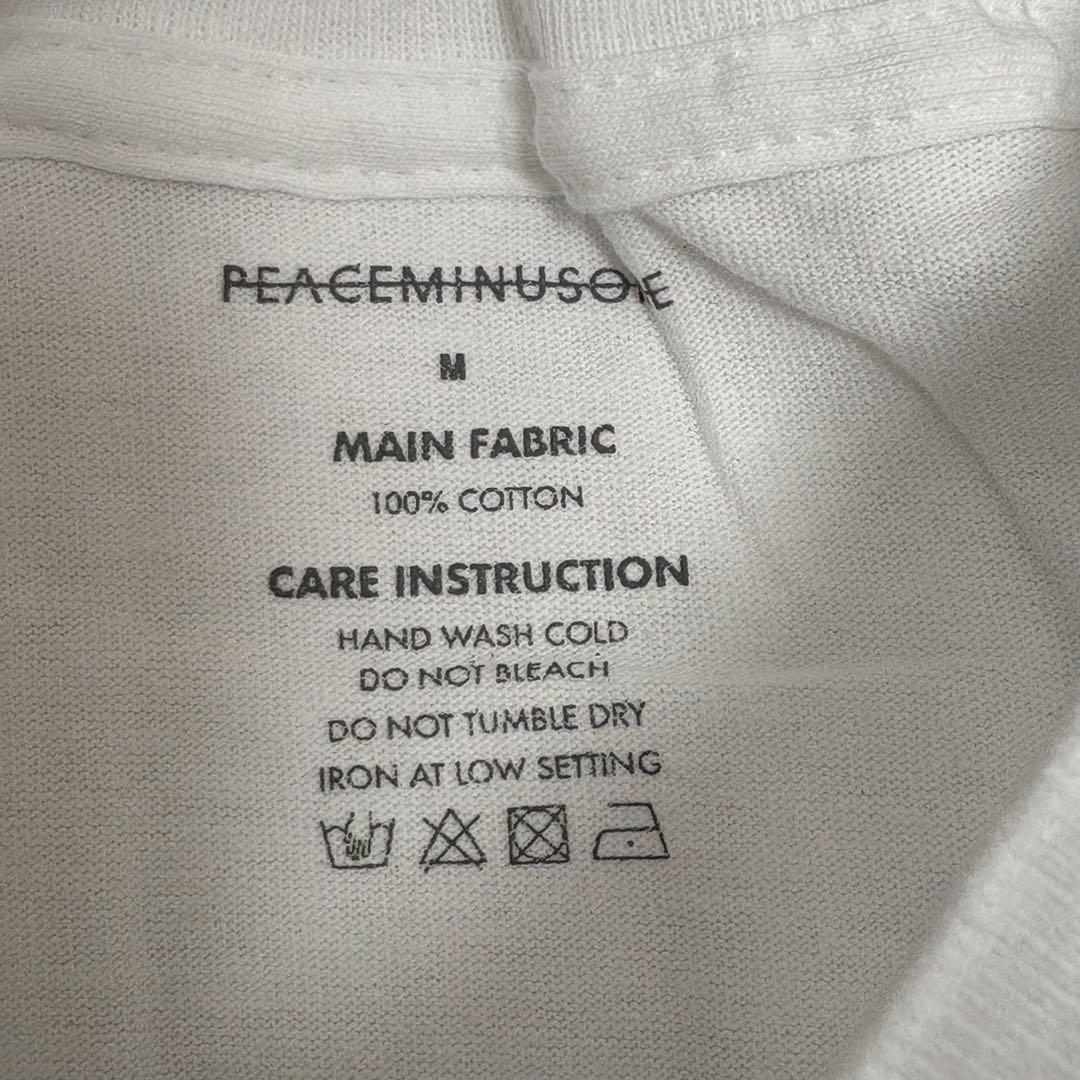 PEACEMINUSONE
M
MAIN FABRIC
100% COTTON
CARE INSTRUCTION
HAND WASH COLD
DO NOT BLEACH
DO NOT TUMBLE DRY
IRON AT LOW SETTING